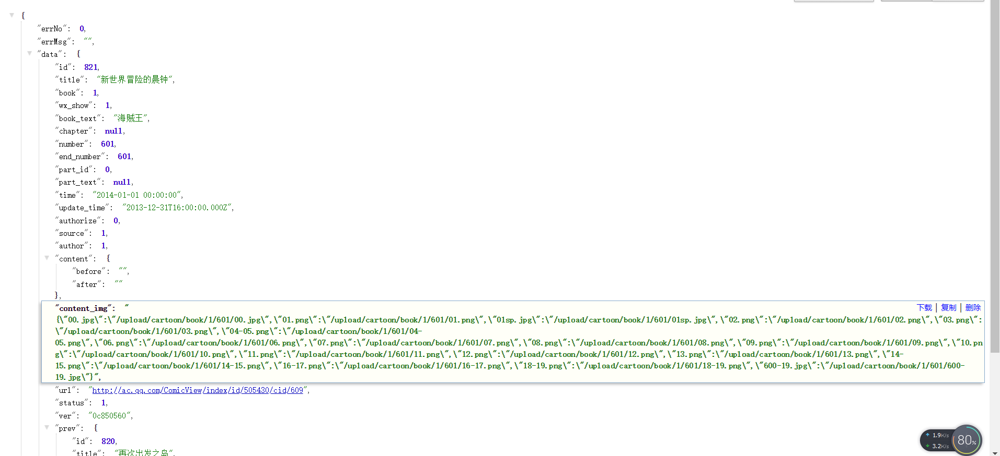 {
"errNo": 0,
"errMsg": "",
"data": {
"id": 821,
"title": "新世界冒险的晨钟",
"book": 1,
"wx_show": 1,
"book_text": "海贼王",
"chapter": null,
"number": 601,
"end_number": 601,
"part_id": 0,
"part_text": null,
"time": "2014-01-01 00:00:00",
"update_time": "2013-12-31T16:00:00.000Z",
"authorize": 0,
"source": 1,
"author": 1,
"content": {
"before": "",
"after": ""
},
"content_img": " 下载 | 复制 | 删除
{\"00.jpg\":\"/upload/cartoon/book/1/601/00.jpg\",\"01.png\":\"/upload/cartoon/book/1/601/01.png\",\"01sp.jpg\":\"/upload/cartoon/book/1/601/01sp.jpg\",\"02.png\":\"/upload/cartoon/book/1/601/02.png\",\"03.png\":
\"/upload/cartoon/book/1/601/03.png\",\"04-05.png\":\"/upload/cartoon/book/1/601/04-
05.png\",\"06.png\":\"/upload/cartoon/book/1/601/06.png\",\"07.png\":\"/upload/cartoon/book/1/601/07.png\",\"08.png\":\"/upload/cartoon/book/1/601/08.png\",\"09.png\":\"/upload/cartoon/book/1/601/09.png\",\"10.pn
g\":\"/upload/cartoon/book/1/601/10.png\",\"11.png\":\"/upload/cartoon/book/1/601/11.png\",\"12.png\":\"/upload/cartoon/book/1/601/12.png\",\"13.png\":\"/upload/cartoon/book/1/601/13.png\",\"14-
15.png\":\"/upload/cartoon/book/1/601/14-15.png\",\"16-17.png\":\"/upload/cartoon/book/1/601/16-17.png\",\"18-19.png\":\"/upload/cartoon/book/1/601/18-19.png\",\"600-19.jpg\":\"/upload/cartoon/book/1/601/600-
19.jpg\"}",
"url": "http://ac.qq.com/ComicView/index/id/505430/cid/609",
"status": 1,
"ver": "0c850560",
"prev": {
"id": 820,
"title": "再次出发之岛",
1.9K/s
3.2K/s
80%